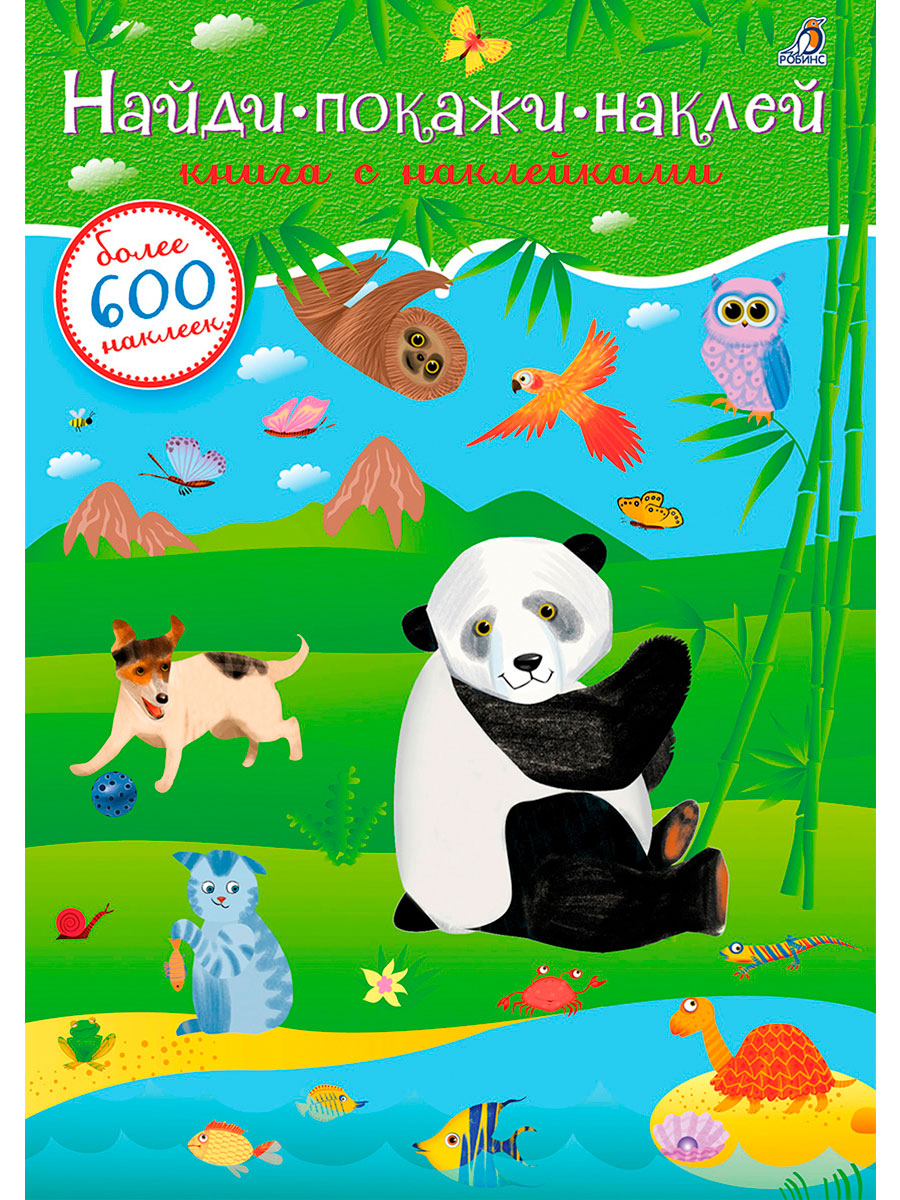 РОБИНС
Найди•покажи•наклей
книга с наклейками
более
600
наклеек